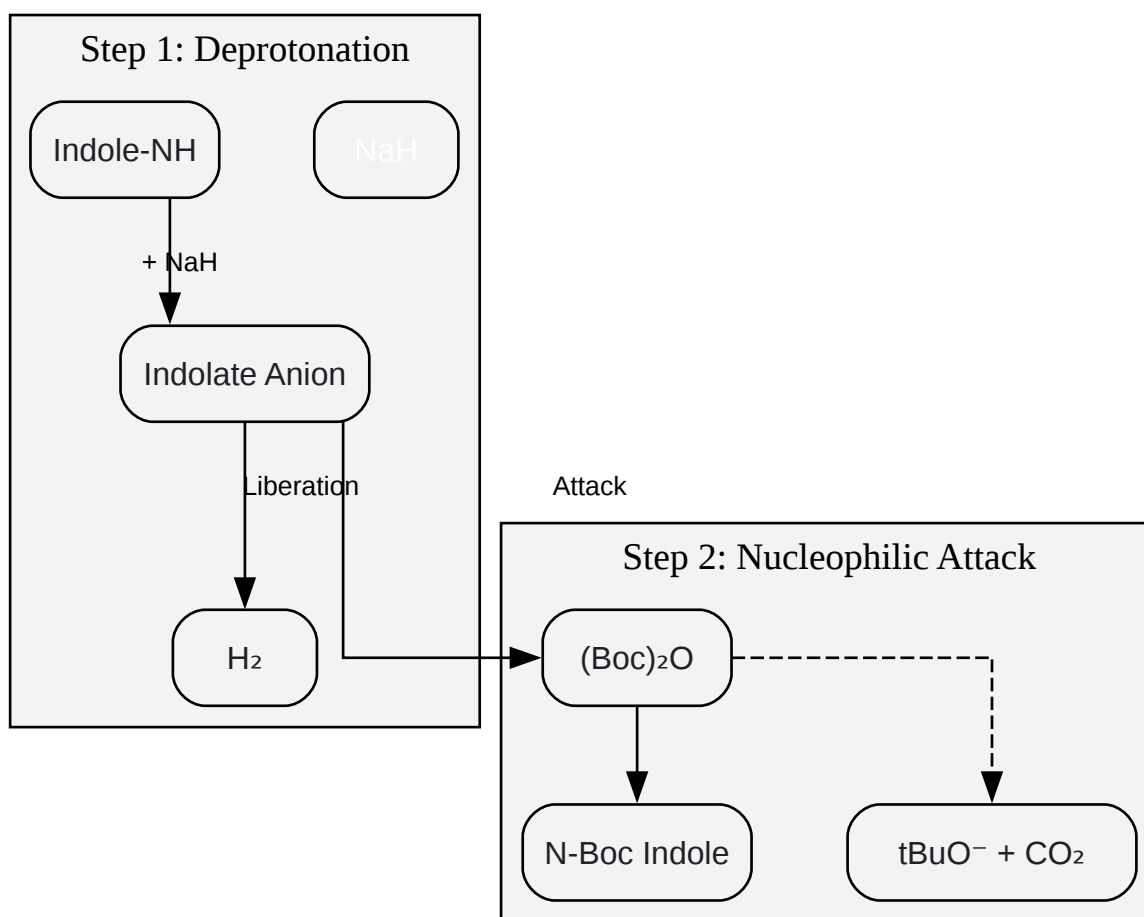 Step 1: Deprotonation
Indole-NH
NaH
+ NaH
Indolate Anion
Liberation
Attack
H₂
Step 2: Nucleophilic Attack
(Boc)₂O
N-Boc Indole
tBuO⁻ + CO₂